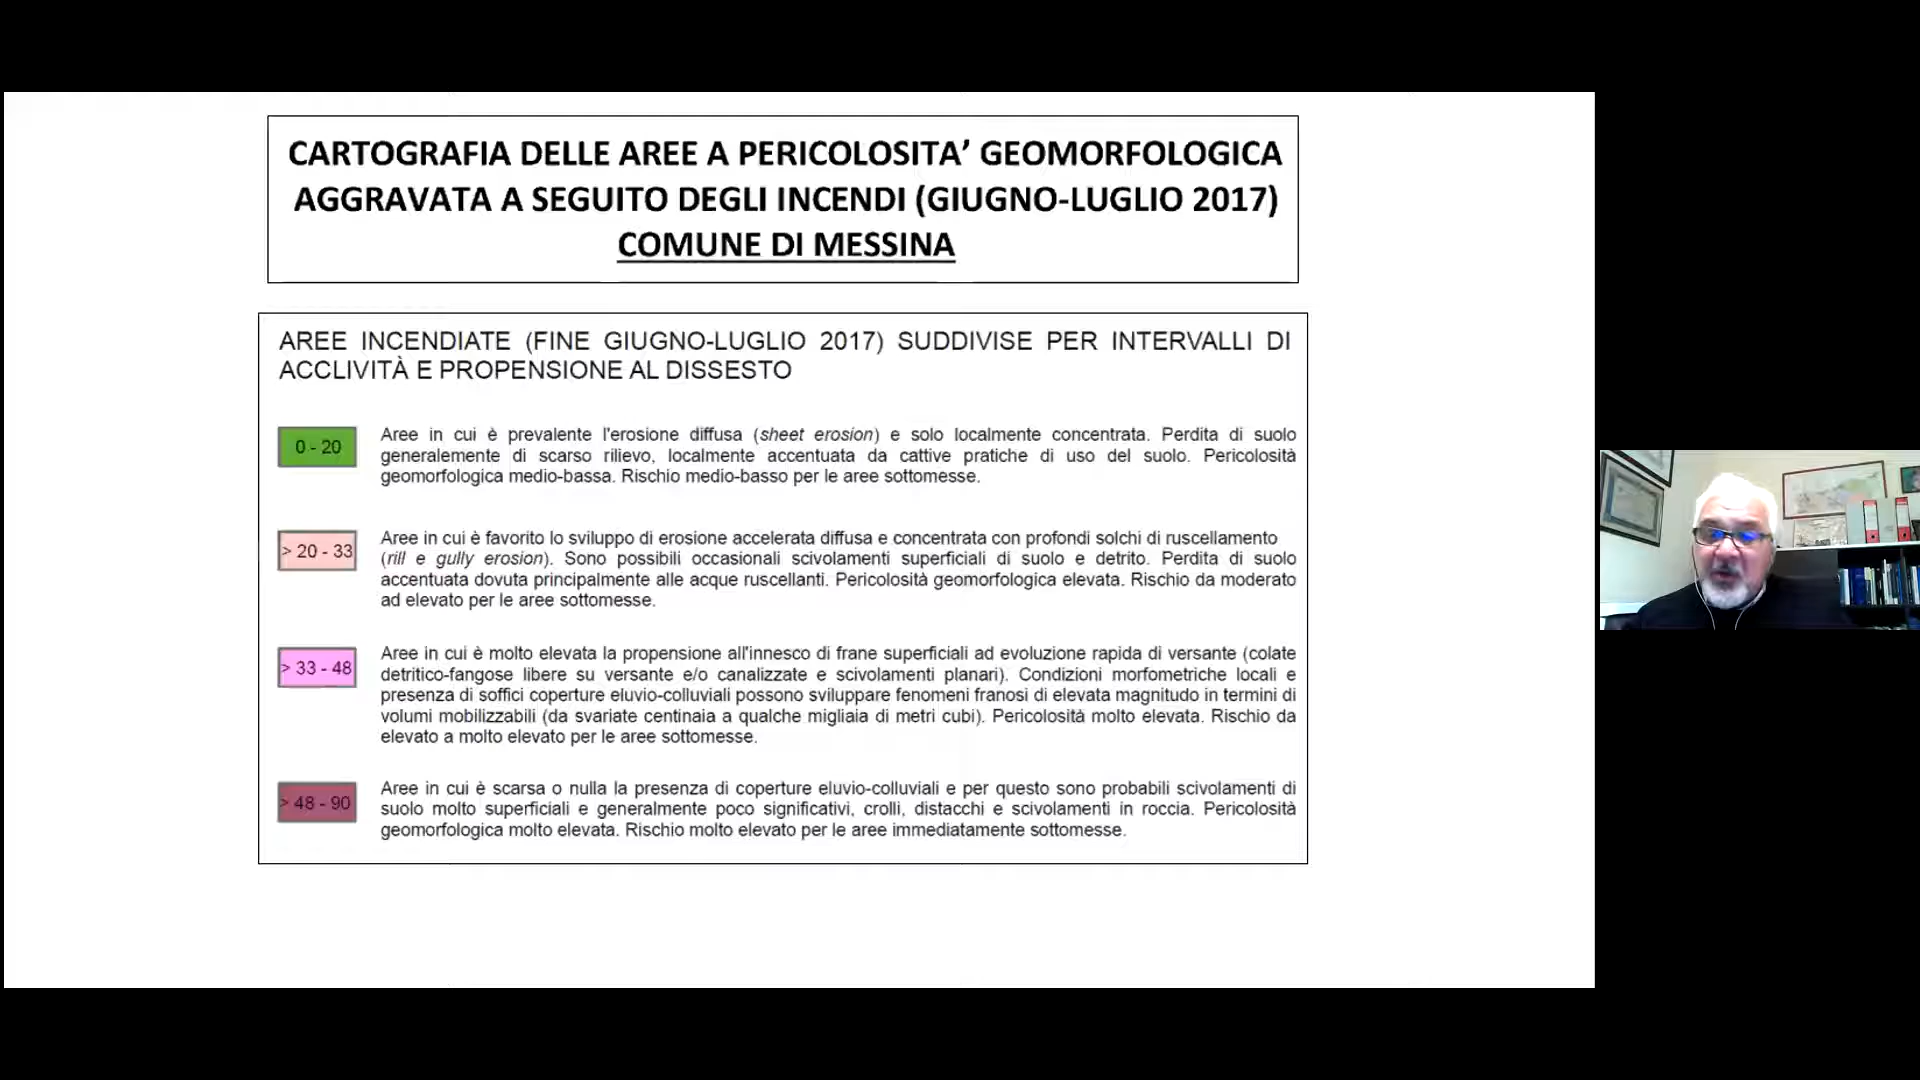 CARTOGRAFIA DELLE AREE A PERICOLOSITA’ GEOMORFOLOGICA
AGGRAVATA A SEGUITO DEGLI INCENDI (GIUGNO-LUGLIO 2017)
COMUNE DI MESSINA
AREE INCENDIATE (FINE GIUGNO-LUGLIO 2017) SUDDIVISE PER INTERVALLI DI
ACCLIVITÀ E PROPENSIONE AL DISSESTO
0 - 20
Aree in cui è prevalente l'erosione diffusa (sheet erosion) e solo localmente concentrata. Perdita di suolo
generalemente di scarso rilievo, localmente accentuata da cattive pratiche di uso del suolo. Pericolosità
geomorfologica medio-bassa. Rischio medio-basso per le aree sottomesse.
> 20 - 33
Aree in cui è favorito lo sviluppo di erosione accelerata diffusa e concentrata con profondi solchi di ruscellamento
(rill e gully erosion). Sono possibili occasionali scivolamenti superficiali di suolo e detrito. Perdita di suolo
accentuata dovuta principalmente alle acque ruscellanti. Pericolosità geomorfologica elevata. Rischio da moderato
ad elevato per le aree sottomesse.
> 33 - 48
Aree in cui è molto elevata la propensione all'innesco di frane superficiali ad evoluzione rapida di versante (colate
detritico-fangose libere su versante e/o canalizzate e scivolamenti planari). Condizioni morfometriche locali e
presenza di soffici coperture eluvio-colluviali possono sviluppare fenomeni franosi di elevata magnitudo in termini di
volumi mobilizzabili (da svariate centinaia a qualche migliaia di metri cubi). Pericolosità molto elevata. Rischio da
elevato a molto elevato per le aree sottomesse.
> 48 - 90
Aree in cui è scarsa o nulla la presenza di coperture eluvio-colluviali e per questo sono probabili scivolamenti di
suolo molto superficiali e generalmente poco significativi, crolli, distacchi e scivolamenti in roccia. Pericolosità
geomorfologica molto elevata. Rischio molto elevato per le aree immediatamente sottomesse.